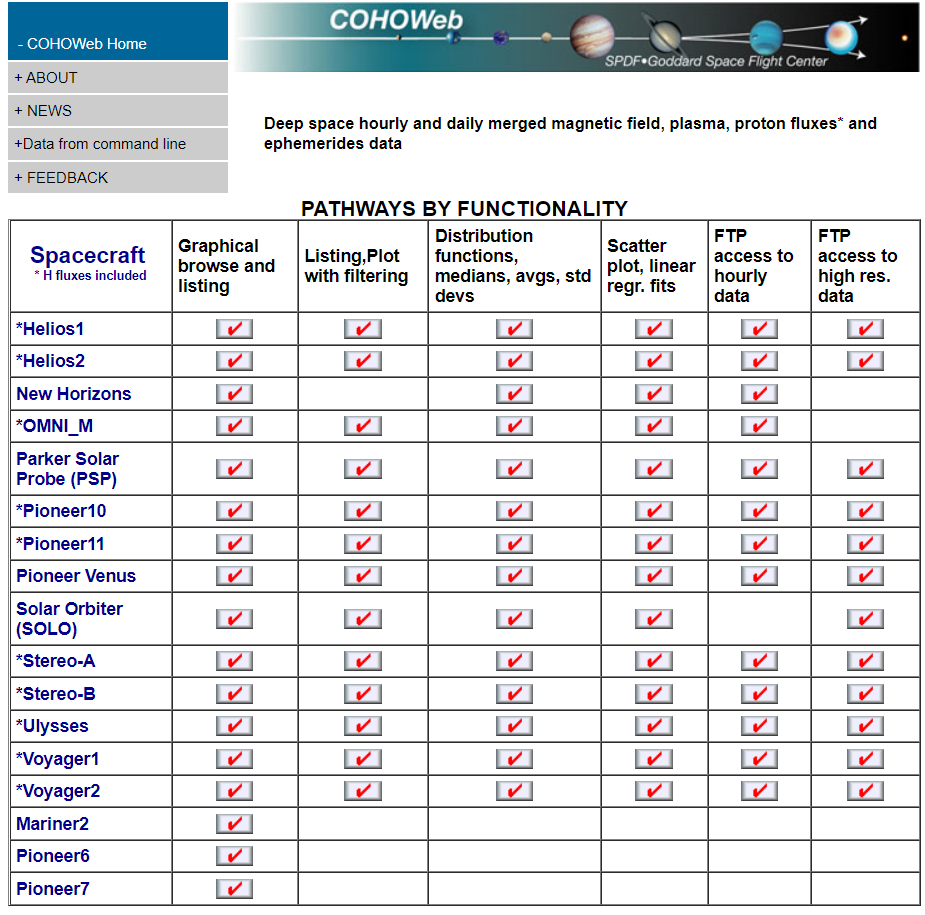 COHOWeb
SPDF•Goddard Space Flight Center
- COHOWeb Home
+ ABOUT
+ NEWS
+Data from command line
+ FEEDBACK
Deep space hourly and daily merged magnetic field, plasma, proton fluxes* and
ephemerides data
PATHWAYS BY FUNCTIONALITY
Spacecraft
* H fluxes included
Graphical
browse and
listing
Listing,Plot
with filtering
Distribution
functions,
medians, avgs, std
devs
Scatter
plot, linear
regr. fits
FTP
access to
hourly
data
FTP
access to
high res.
data
*Helios1
*Helios2
New Horizons
*OMNI_M
Parker Solar
Probe (PSP)
*Pioneer10
*Pioneer11
Pioneer Venus
Solar Orbiter
(SOLO)
*Stereo-A
*Stereo-B
*Ulysses
*Voyager1
*Voyager2
Mariner2
Pioneer6
Pioneer7